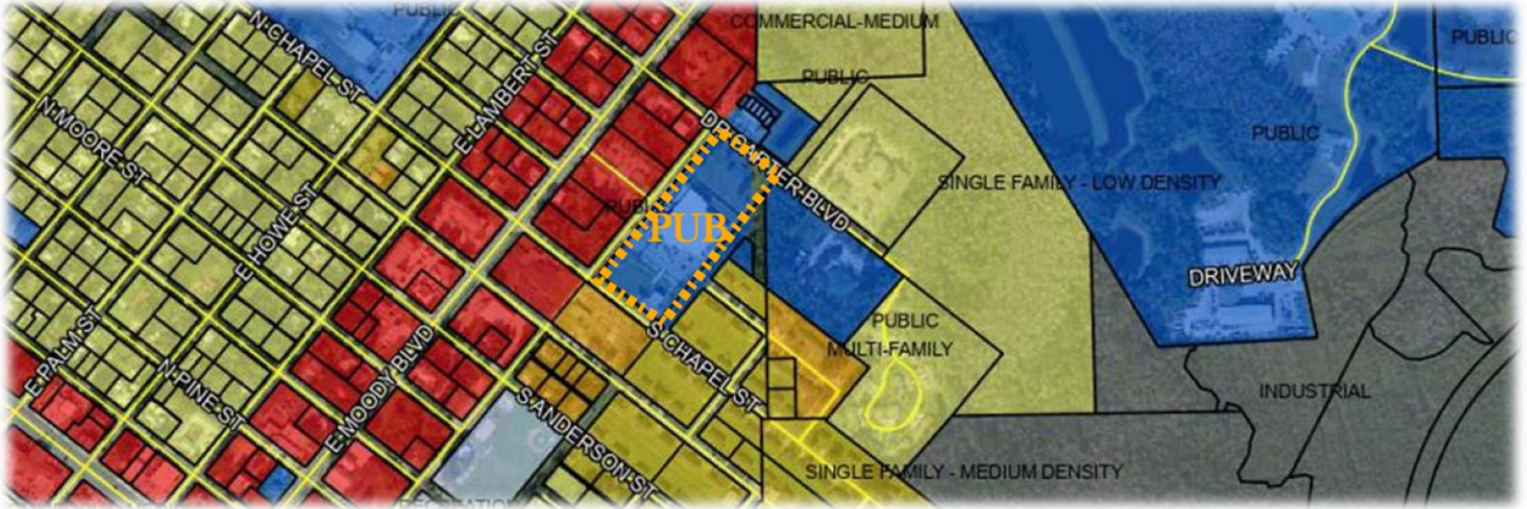 PUBLIC
COMMERCIAL-MEDIUM
PUBLIC
N CHAPEL ST
E LAMBERT ST
PUBLIC
N MOORE ST
DR CARTER BLVD
PUBLIC
SINGLE FAMILY - LOW DENSITY
PUBLIC
PUB
E HOWE ST
DRIVEWAY
PUBLIC
MULTI-FAMILY
E PALM ST
N PINE ST
E MOODY BLVD
S CHAPEL ST
S ANDERSON ST
INDUSTRIAL
SINGLE FAMILY - MEDIUM DENSITY
RECREATION